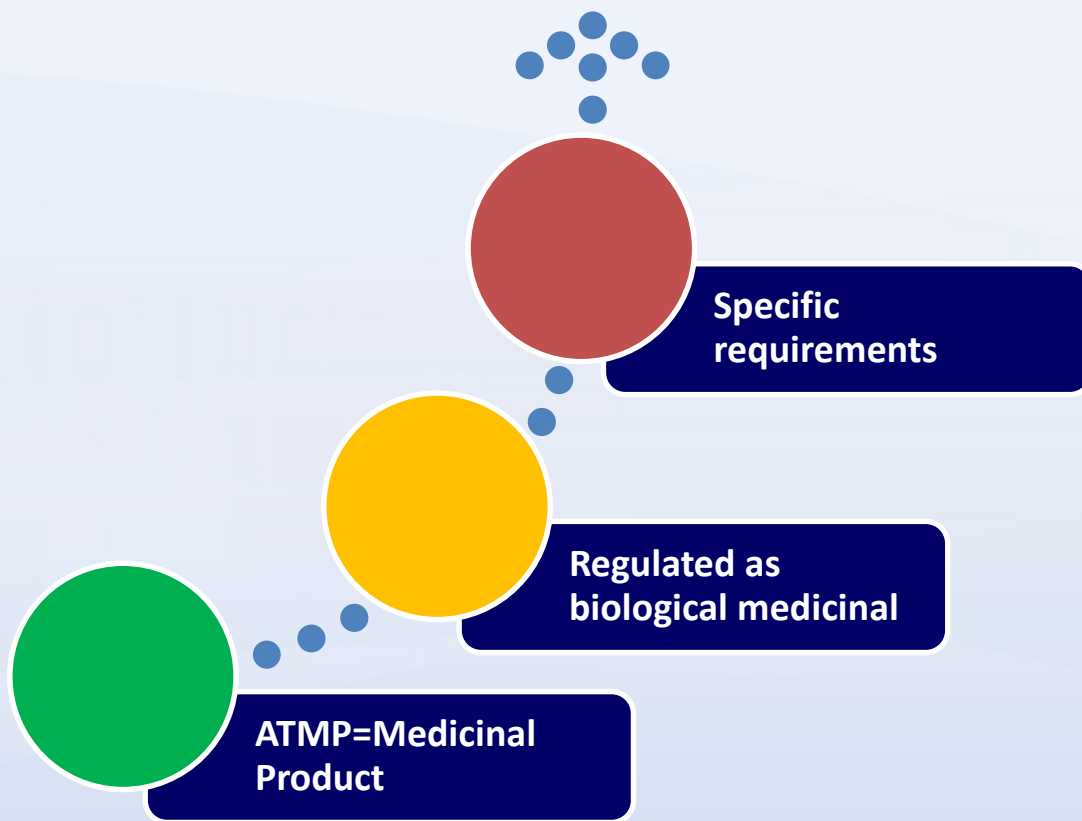 Specific
requirements
Regulated as
biological medicinal
ATMP=Medicinal
Product